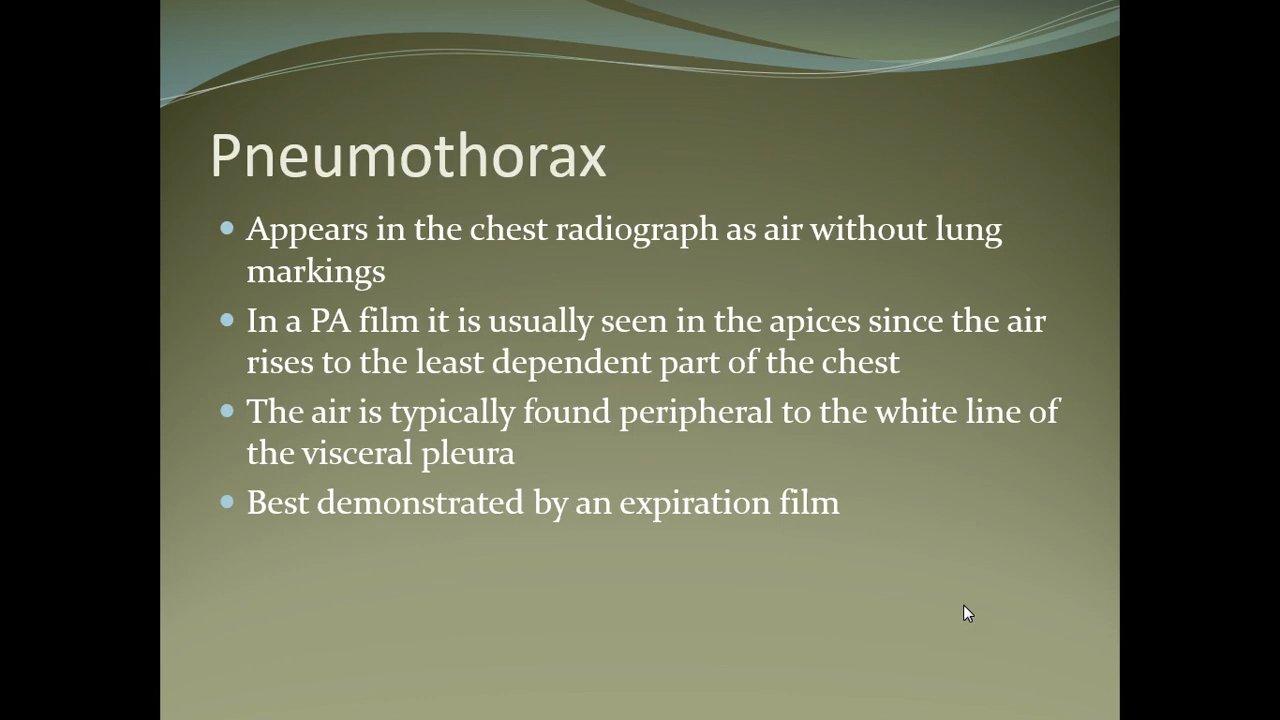 Pneumothorax
Appears in the chest radiograph as air without lung
markings
In a PA film it is usually seen in the apices since the air
rises to the least dependent part of the chest
The air is typically found peripheral to the white line of
the visceral pleura
Best demonstrated by an expiration film